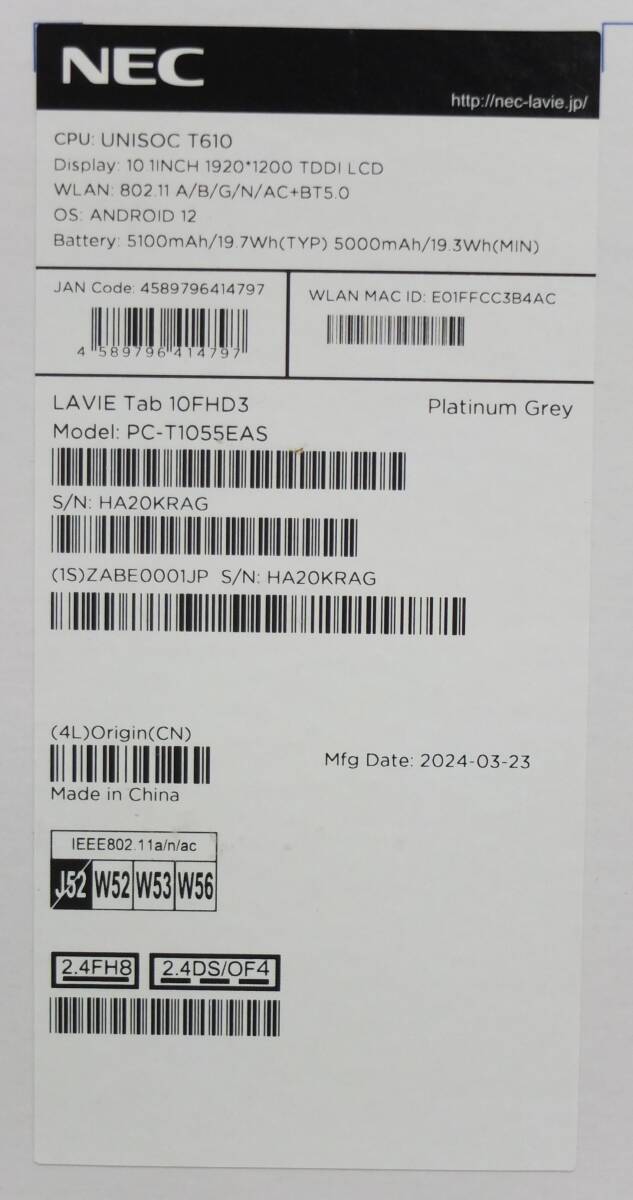 NEC
http://nec-lavie.jp/
CPU: UNISOC T610
Display: 10.1INCH 1920*1200 TDDI LCD
WLAN: 802.11 A/B/G/N/AC+BT5.0
OS: ANDROID 12
Battery: 5100mAh/19.7Wh(TYP) 5000mAh/19.3Wh(MIN)
JAN Code: 4589796414797
4 589796 414797
WLAN MAC ID: E01FFCC3B4AC
LAVIE Tab 10FHD3
Platinum Grey
Model: PC-T1055EAS
S/N: HA20KRAG
(1S)ZABE0001JP S/N: HA20KRAG
(4L)Origin(CN)
Mfg Date: 2024-03-23
Made in China
IEEE802.11a/n/ac
J52 W52 W53 W56
2.4FH8 2.4DS/OF4